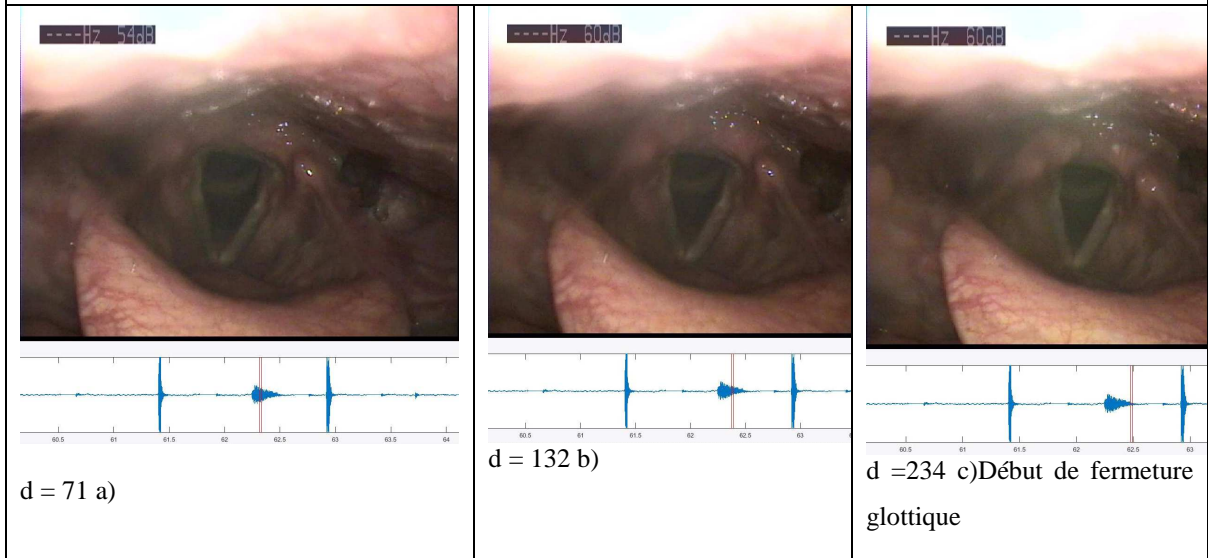 ----Hz 54dB
----Hz 60dB
----Hz 60dB
60.5 61 61.5 62 62.5 63 63.5 64
60.5 61 61.5 62 62.5 63
60.5 61 61.5 62 62.5 63
d = 71 a)
d = 132 b)
d =234 c)Début de fermeture
glottique